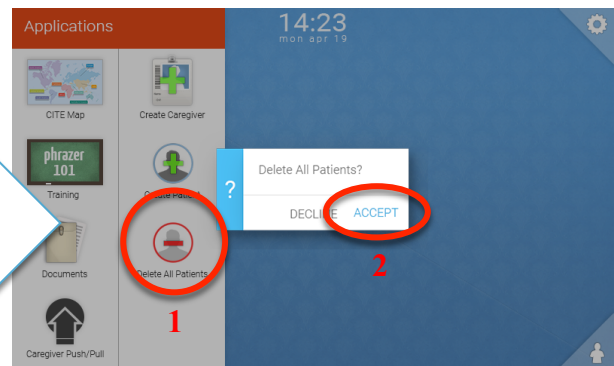 Applications
14:23
mon apr 19
CITE Map
Create Caregiver
phrazer
101
Training
Create Patient
?
Delete All Patients?
DECLINE ACCEPT
Documents
Delete All Patients
1
2
Caregiver Push/Pull